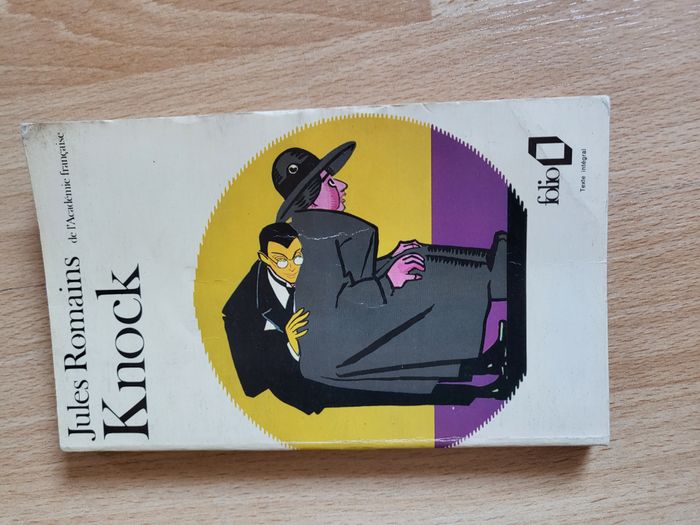 Jules Romains
de l'Académie française
Knock
folio
Texte intégral